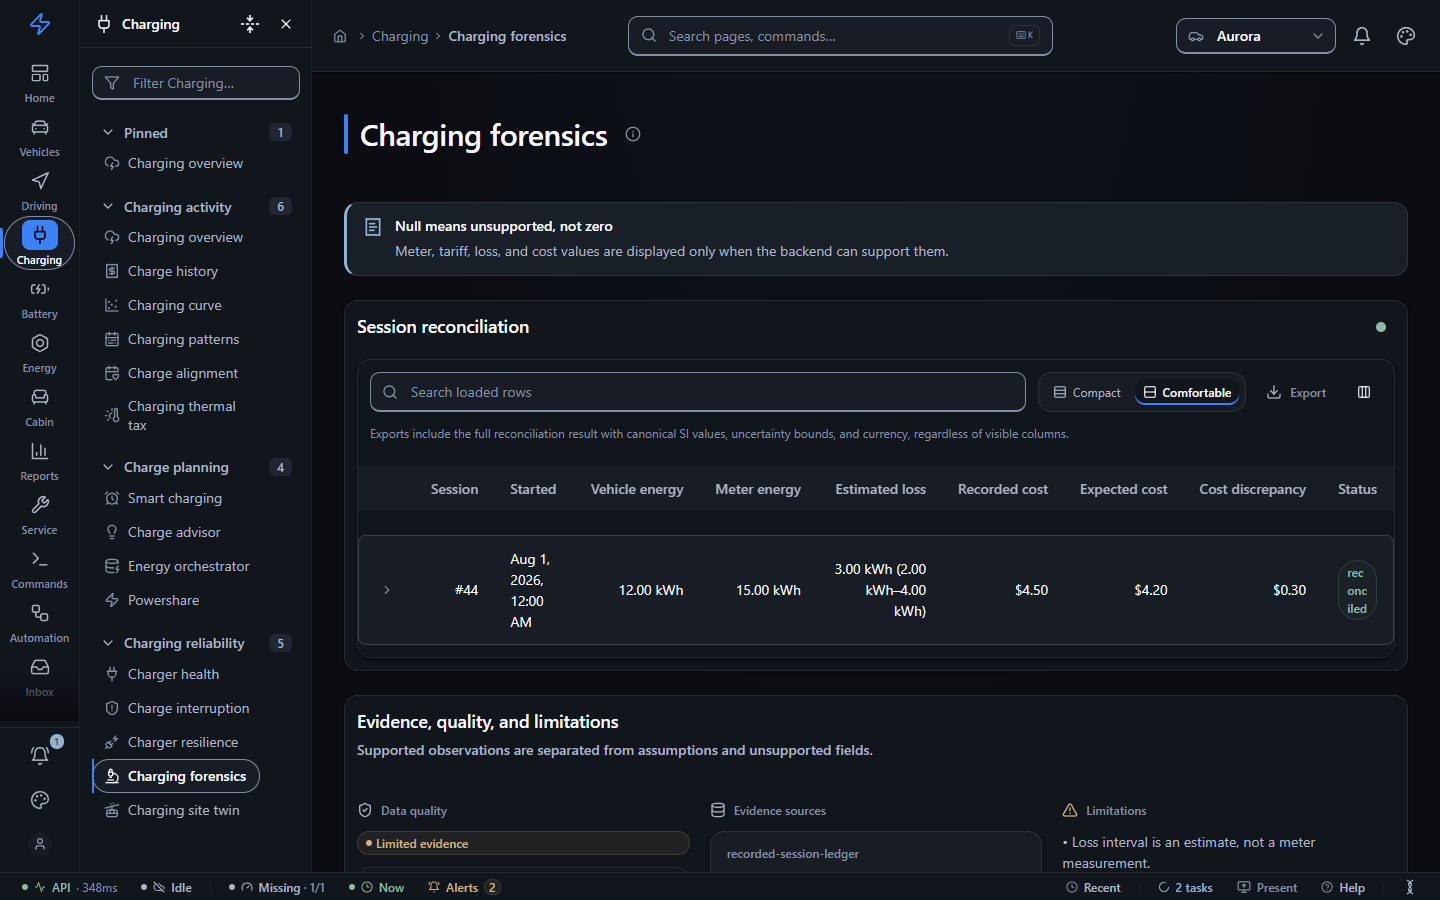 Home
Vehicles
Driving
Charging
Battery
Energy
Cabin
Reports
Service
Commands
Automation
Inbox
1
Charging
Filter Charging...
Pinned 1
Charging overview
Charging activity 6
Charging overview
Charge history
Charging curve
Charging patterns
Charge alignment
Charging thermal
tax
Charge planning 4
Smart charging
Charge advisor
Energy orchestrator
Powershare
Charging reliability 5
Charger health
Charge interruption
Charger resilience
Charging forensics
Charging site twin
Charging › Charging forensics
Search pages, commands... K
Aurora
Charging forensics
Null means unsupported, not zero
Meter, tariff, loss, and cost values are displayed only when the backend can support them.
Session reconciliation
Search loaded rows
Compact Comfortable Export
Exports include the full reconciliation result with canonical SI values, uncertainty bounds, and currency, regardless of visible columns.
Session Started Vehicle energy Meter energy Estimated loss Recorded cost Expected cost Cost discrepancy Status
#44
Aug 1,
2026,
12:00
AM
12.00 kWh
15.00 kWh
3.00 kWh (2.00
kWh–4.00
kWh)
$4.50
$4.20
$0.30
rec
onc
iled
Evidence, quality, and limitations
Supported observations are separated from assumptions and unsupported fields.
Data quality
Limited evidence
Evidence sources
recorded-session-ledger
Limitations
• Loss interval is an estimate, not a meter
measurement.
API · 348ms Idle Missing · 1/1 Now Alerts 2 Recent 2 tasks Present Help